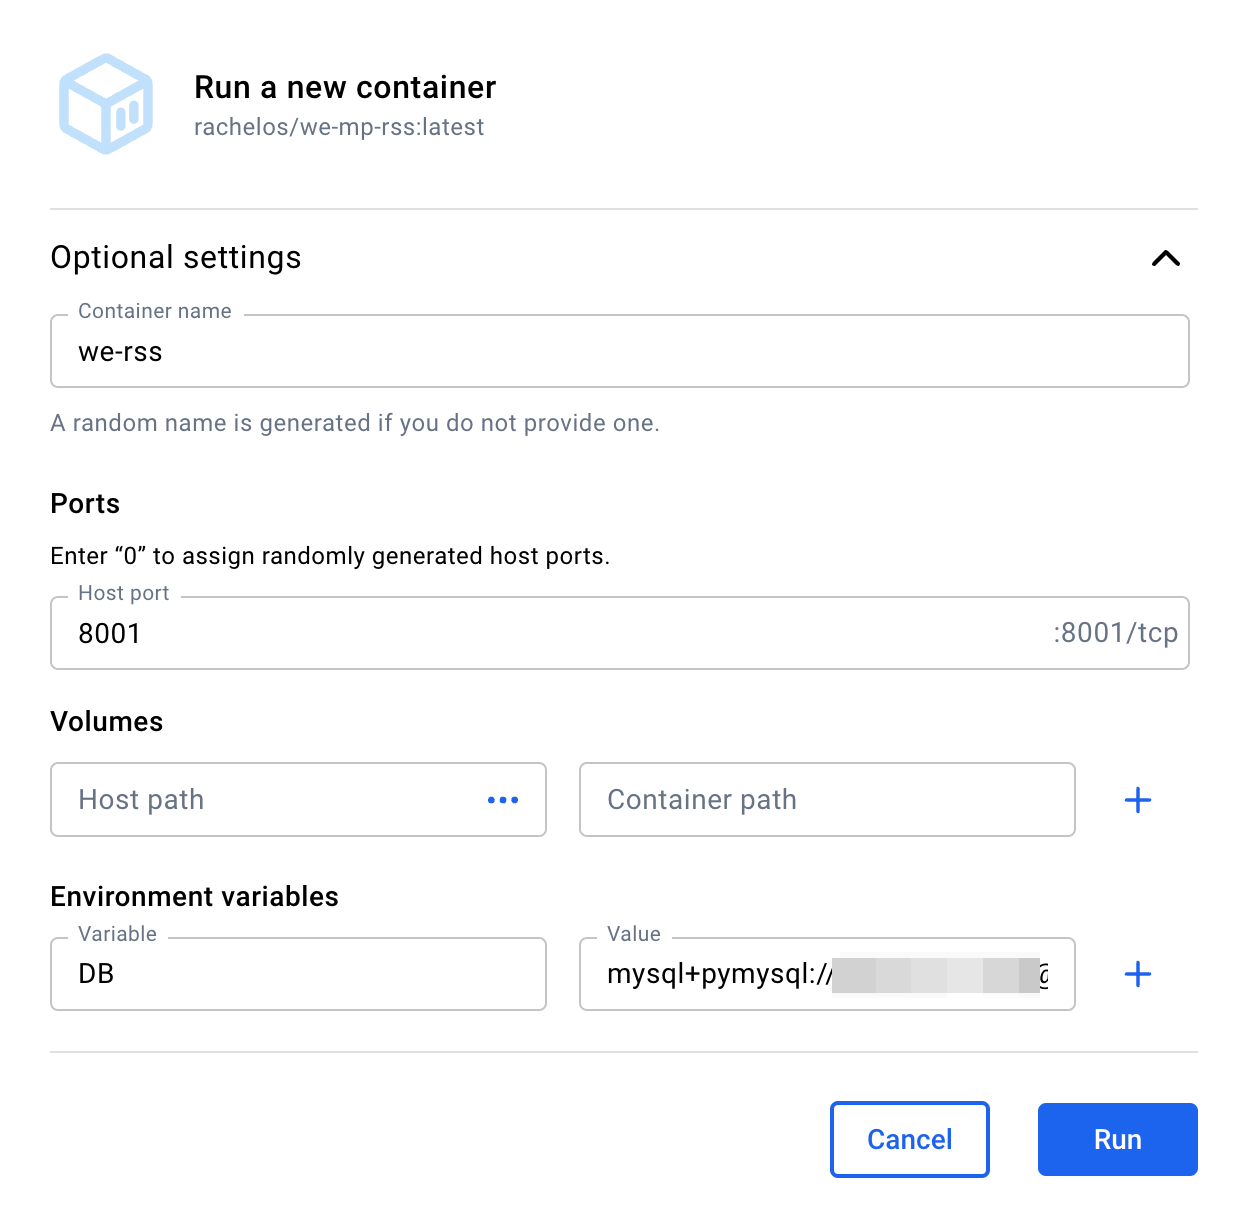 Run a new container
rachelos/we-mp-rss:latest
Optional settings
Container name
we-rss
A random name is generated if you do not provide one.
Ports
Enter “0” to assign randomly generated host ports.
Host port
8001 :8001/tcp
Volumes
Host path Container path
Environment variables
Variable Value
DB mysql+pymysql://
Cancel Run